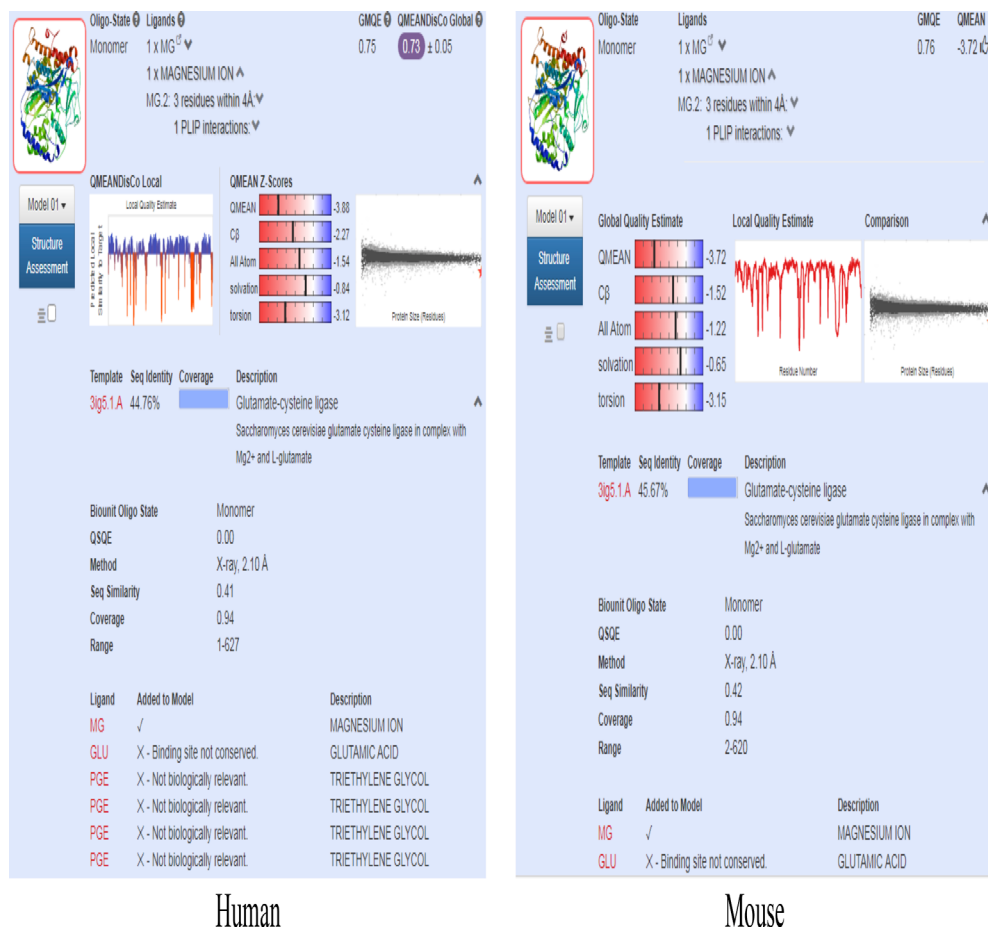 Oligo-State Ligands GMQE QMEANDisCo Global
Monomer 1 x MG 0.75 0.73 ± 0.05
1 x MAGNESIUM ION
MG.2: 3 residues within 4Å:
1 PLIP interactions:
Model 01
Structure
Assessment
QMEANDisCo Local QMEAN Z-Scores
Local Quality Estimate
Predicted Local
Similarity to Target
QMEAN -3.88
Cβ -2.27
All Atom -1.54
solvation -0.84
torsion -3.12
Protein Size (Residues)
Template Seq Identity Coverage Description
3ig5.1.A 44.76% Glutamate-cysteine ligase
Saccharomyces cerevisiae glutamate cysteine ligase in complex with
Mg2+ and L-glutamate
Biounit Oligo State Monomer
QSQE 0.00
Method X-ray, 2.10 Å
Seq Similarity 0.41
Coverage 0.94
Range 1-627
Ligand Added to Model Description
MG √ MAGNESIUM ION
GLU X - Binding site not conserved. GLUTAMIC ACID
PGE X - Not biologically relevant. TRIETHYLENE GLYCOL
PGE X - Not biologically relevant. TRIETHYLENE GLYCOL
PGE X - Not biologically relevant. TRIETHYLENE GLYCOL
PGE X - Not biologically relevant. TRIETHYLENE GLYCOL
Human
Oligo-State Ligands GMQE QMEAN
Monomer 1 x MG 0.76 -3.72
1 x MAGNESIUM ION
MG.2: 3 residues within 4Å:
1 PLIP interactions:
Model 01
Structure
Assessment
Global Quality Estimate Local Quality Estimate Comparison
QMEAN -3.72
Cβ -1.52
All Atom -1.22
solvation -0.65
torsion -3.15
Residue Number
Protein Size (Residues)
Template Seq Identity Coverage Description
3ig5.1.A 45.67% Glutamate-cysteine ligase
Saccharomyces cerevisiae glutamate cysteine ligase in complex with
Mg2+ and L-glutamate
Biounit Oligo State Monomer
QSQE 0.00
Method X-ray, 2.10 Å
Seq Similarity 0.42
Coverage 0.94
Range 2-620
Ligand Added to Model Description
MG √ MAGNESIUM ION
GLU X - Binding site not conserved. GLUTAMIC ACID
Mouse